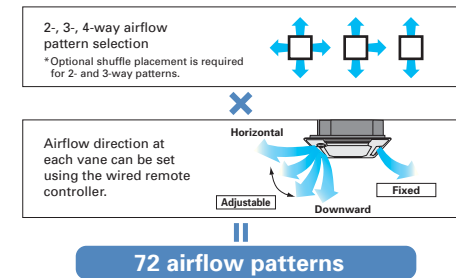 2-, 3-, 4-way airflow
pattern selection
*Optional shuffle placement is required
for 2- and 3-way patterns.
Airflow direction at
each vane can be set
using the wired remote
controller.
Horizontal
Adjustable
Downward
Fixed
72 airflow patterns